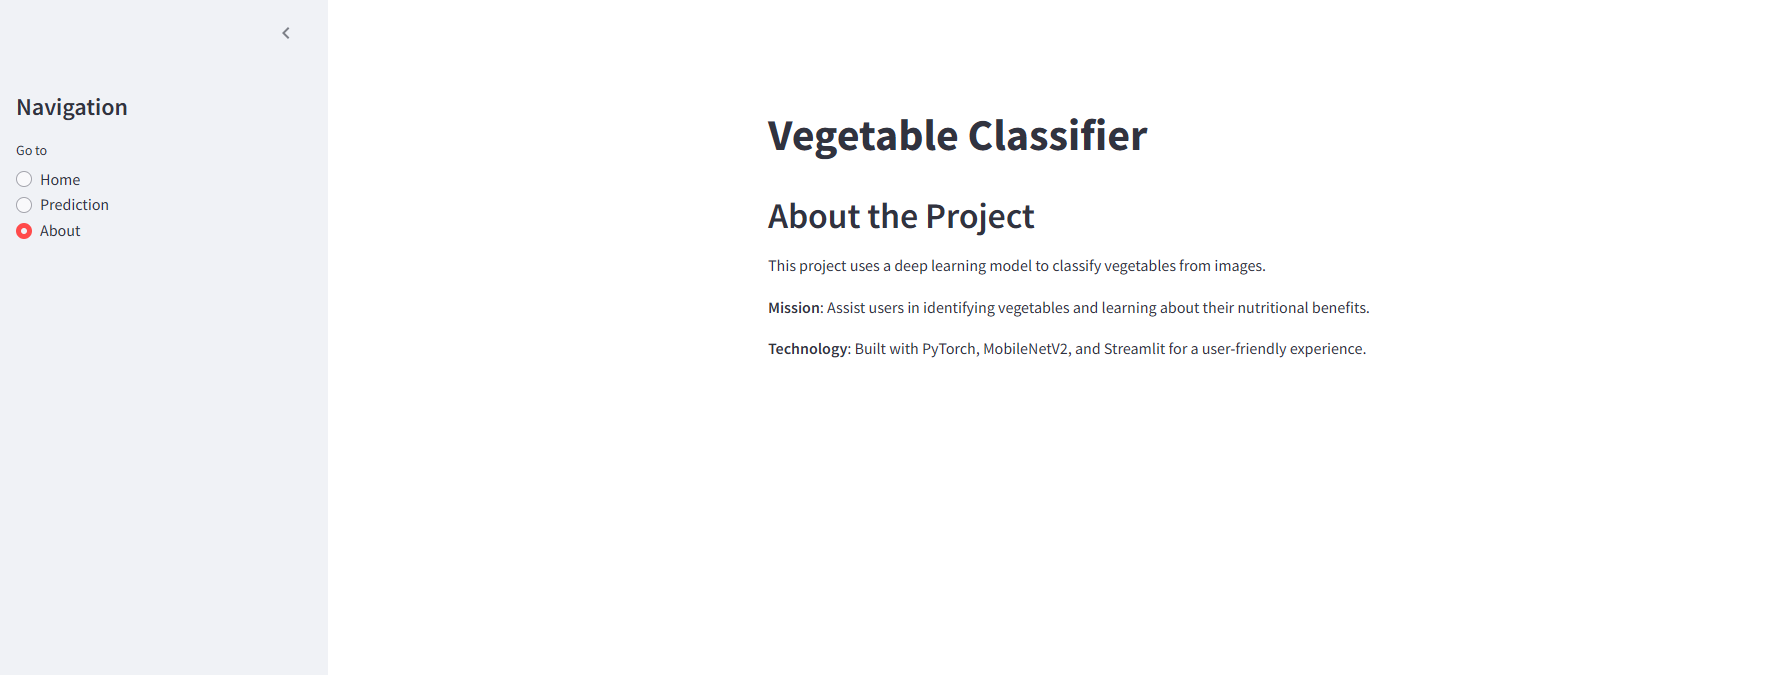 Navigation
Go to
Home
Prediction
About
Vegetable Classifier
About the Project
This project uses a deep learning model to classify vegetables from images.
Mission: Assist users in identifying vegetables and learning about their nutritional benefits.
Technology: Built with PyTorch, MobileNetV2, and Streamlit for a user-friendly experience.